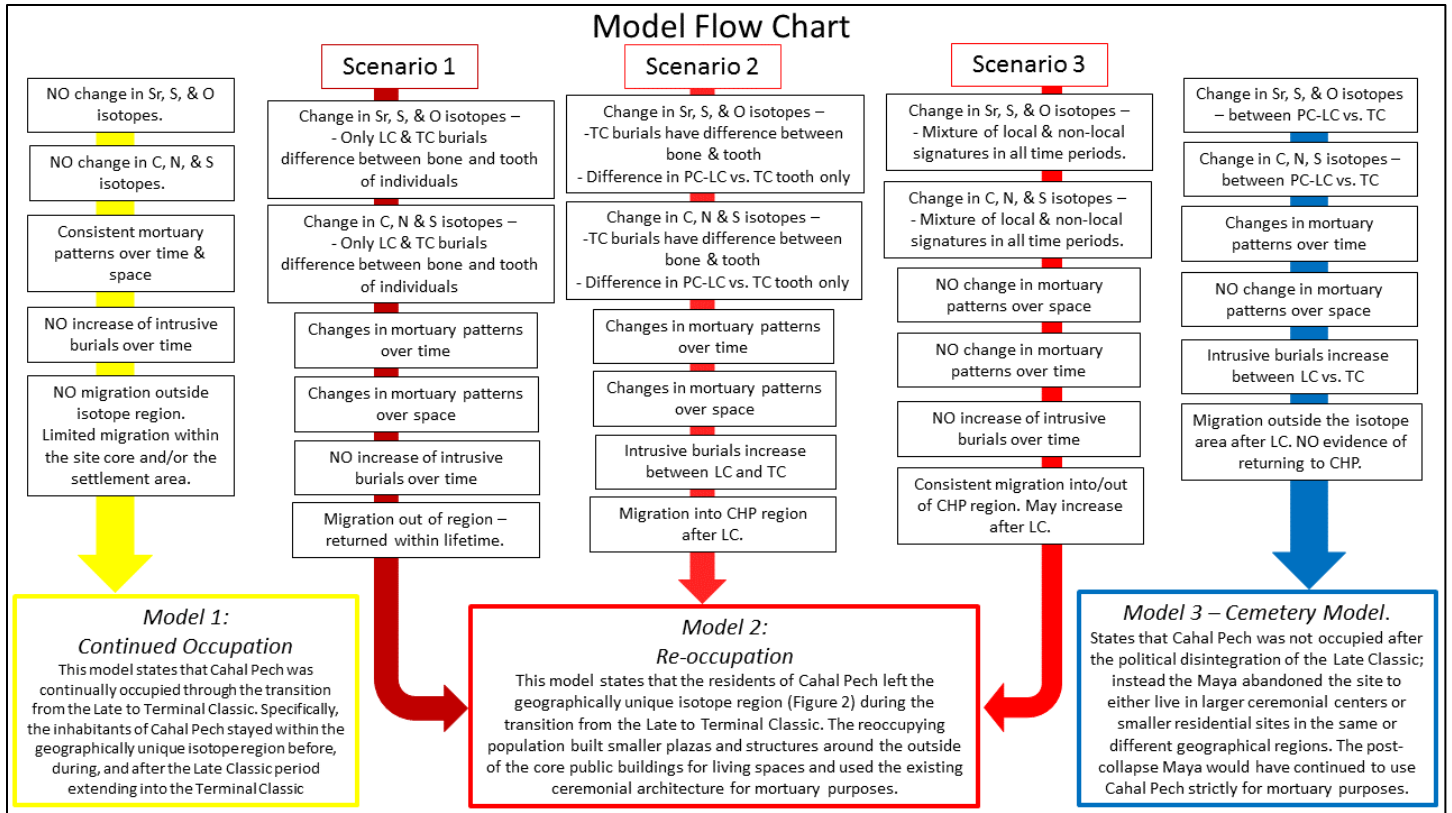 Model Flow Chart
NO change in Sr, S, & O
isotopes.
NO change in C, N, & S
isotopes.
Consistent mortuary
patterns over time &
space
NO increase of intrusive
burials over time
NO migration outside
isotope region.
Limited migration within
the site core and/or the
settlement area.
Model 1:
Continued Occupation
This model states that Cahal Pech was
continually occupied through the transition
from the Late to Terminal Classic. Specifically,
the inhabitants of Cahal Pech stayed within the
geographically unique isotope region before,
during, and after the Late Classic period
extending into the Terminal Classic
Scenario 1
Change in Sr, S, & O isotopes –
- Only LC & TC burials
difference between bone and tooth
of individuals
Change in C, N & S isotopes –
- Only LC & TC burials
difference between bone and tooth
of individuals
Changes in mortuary patterns
over time
Changes in mortuary patterns
over space
NO increase of intrusive
burials over time
Migration out of region –
returned within lifetime.
Scenario 2
Change in Sr, S, & O isotopes –
-TC burials have difference between
bone & tooth
- Difference in PC-LC vs. TC tooth only
Change in C, N & S isotopes –
-TC burials have difference between
bone & tooth
- Difference in PC-LC vs. TC tooth only
Changes in mortuary patterns
over time
Changes in mortuary patterns
over space
Intrusive burials increase
between LC and TC
Migration into CHP region
after LC.
Scenario 3
Change in Sr, S, & O isotopes –
- Mixture of local & non-local
signatures in all time periods.
Change in C, N, & S isotopes –
- Mixture of local & non-local
signatures in all time periods.
NO change in mortuary
patterns over space
NO change in mortuary
patterns over time
NO increase of intrusive
burials over time
Consistent migration into/out
of CHP region. May increase
after LC.
Model 2:
Re-occupation
This model states that the residents of Cahal Pech left the
geographically unique isotope region (Figure 2) during the
transition from the Late to Terminal Classic. The reoccupying
population built smaller plazas and structures around the outside
of the core public buildings for living spaces and used the existing
ceremonial architecture for mortuary purposes.
Change in Sr, S, & O isotopes
– between PC-LC vs. TC
Change in C, N, S isotopes –
between PC-LC vs. TC
Changes in mortuary
patterns over time
NO change in mortuary
patterns over space
Intrusive burials increase
between LC vs. TC
Migration outside the isotope
area after LC. NO evidence of
returning to CHP.
Model 3 – Cemetery Model.
States that Cahal Pech was not occupied after
the political disintegration of the Late Classic;
instead the Maya abandoned the site to
either live in larger ceremonial centers or
smaller residential sites in the same or
different geographical regions. The post-
collapse Maya would have continued to use
Cahal Pech strictly for mortuary purposes.